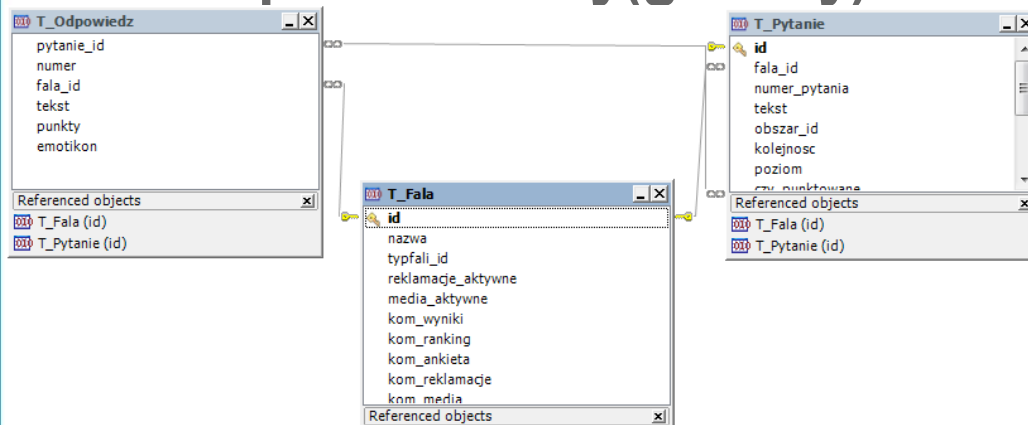 T_Odpowiedz
pytanie_id
numer
fala_id
tekst
punkty
emotikon
Referenced objects
T_Fala (id)
T_Pytanie (id)
T_Fala
id
nazwa
typfali_id
reklamacje_aktywne
media_aktywne
kom_wyniki
kom_ranking
kom_ankieta
kom_reklamacje
kom_media
Referenced objects
T_Pytanie
id
fala_id
numer_pytania
tekst
obszar_id
kolejnosc
poziom
czy_punktowane
Referenced objects
T_Fala (id)
T_Pytanie (id)